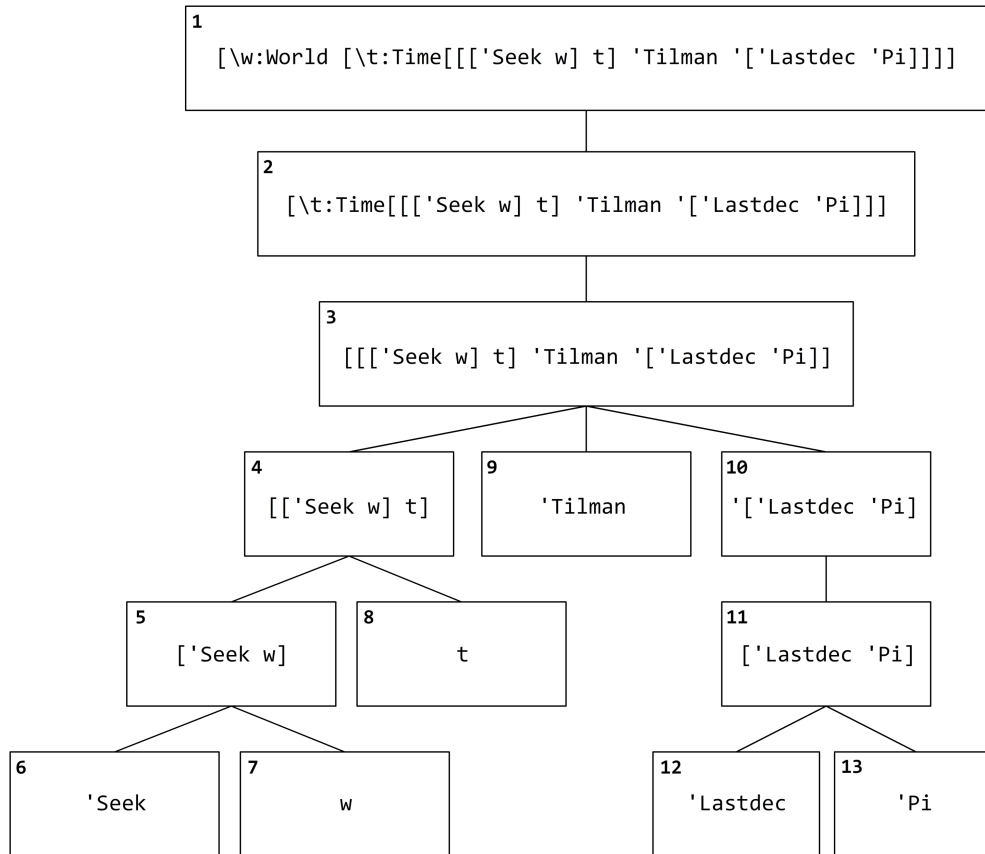 1
[\w:World [\t:Time[[['Seek w] t] 'Tilman '['Lastdec 'Pi]]]]
2
[\t:Time[[['Seek w] t] 'Tilman '['Lastdec 'Pi]]]
3
[[['Seek w] t] 'Tilman '['Lastdec 'Pi]]
4
[['Seek w] t]
9
'Tilman
10
'['Lastdec 'Pi]
5
['Seek w]
8
t
11
['Lastdec 'Pi]
6
'Seek
7
w
12
'Lastdec
13
'Pi